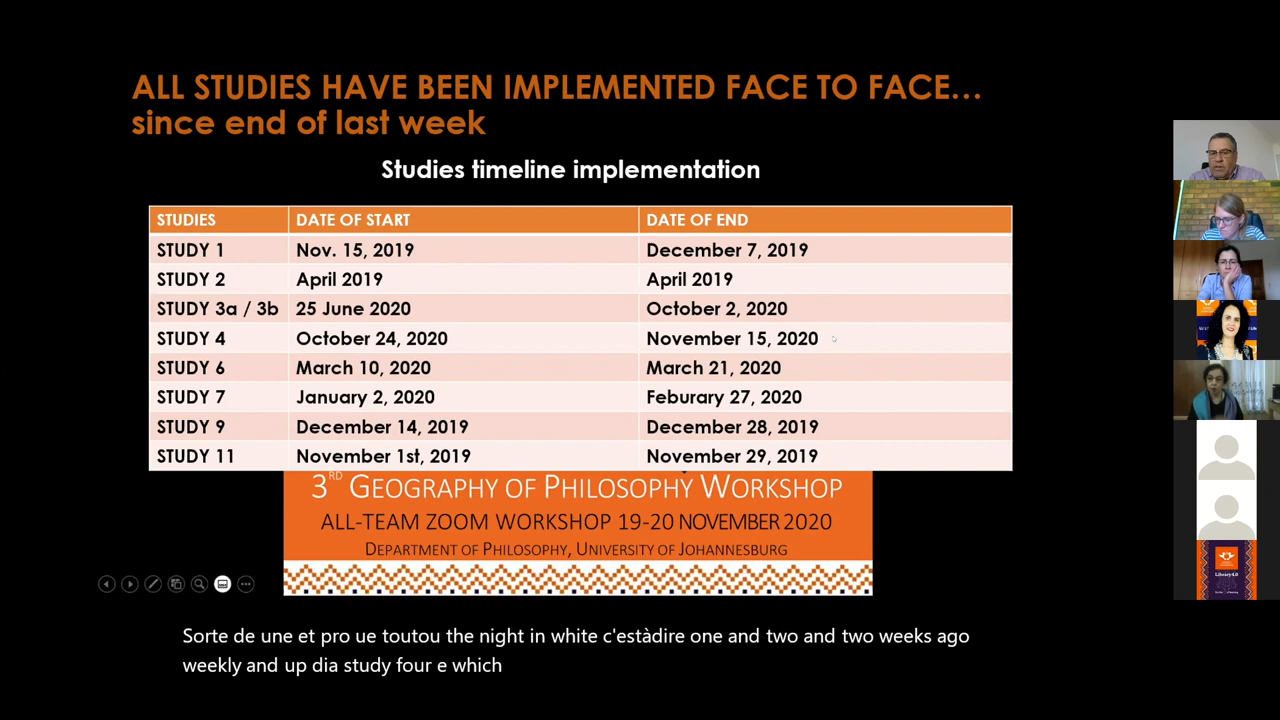 ALL STUDIES HAVE BEEN IMPLEMENTED FACE TO FACE…
since end of last week
Studies timeline implementation
STUDIES DATE OF START DATE OF END
STUDY 1 Nov. 15, 2019 December 7, 2019
STUDY 2 April 2019 April 2019
STUDY 3a / 3b 25 June 2020 October 2, 2020
STUDY 4 October 24, 2020 November 15, 2020
STUDY 6 March 10, 2020 March 21, 2020
STUDY 7 January 2, 2020 Feburary 27, 2020
STUDY 9 December 14, 2019 December 28, 2019
STUDY 11 November 1st, 2019 November 29, 2019
3RD GEOGRAPHY OF PHILOSOPHY WORKSHOP
ALL-TEAM ZOOM WORKSHOP 19-20 NOVEMBER 2020
DEPARTMENT OF PHILOSOPHY, UNIVERSITY OF JOHANNESBURG
Library 4.0
Sorte de une et pro ue toutou the night in white c'estàdire one and two and two weeks ago
weekly and up dia study four e which